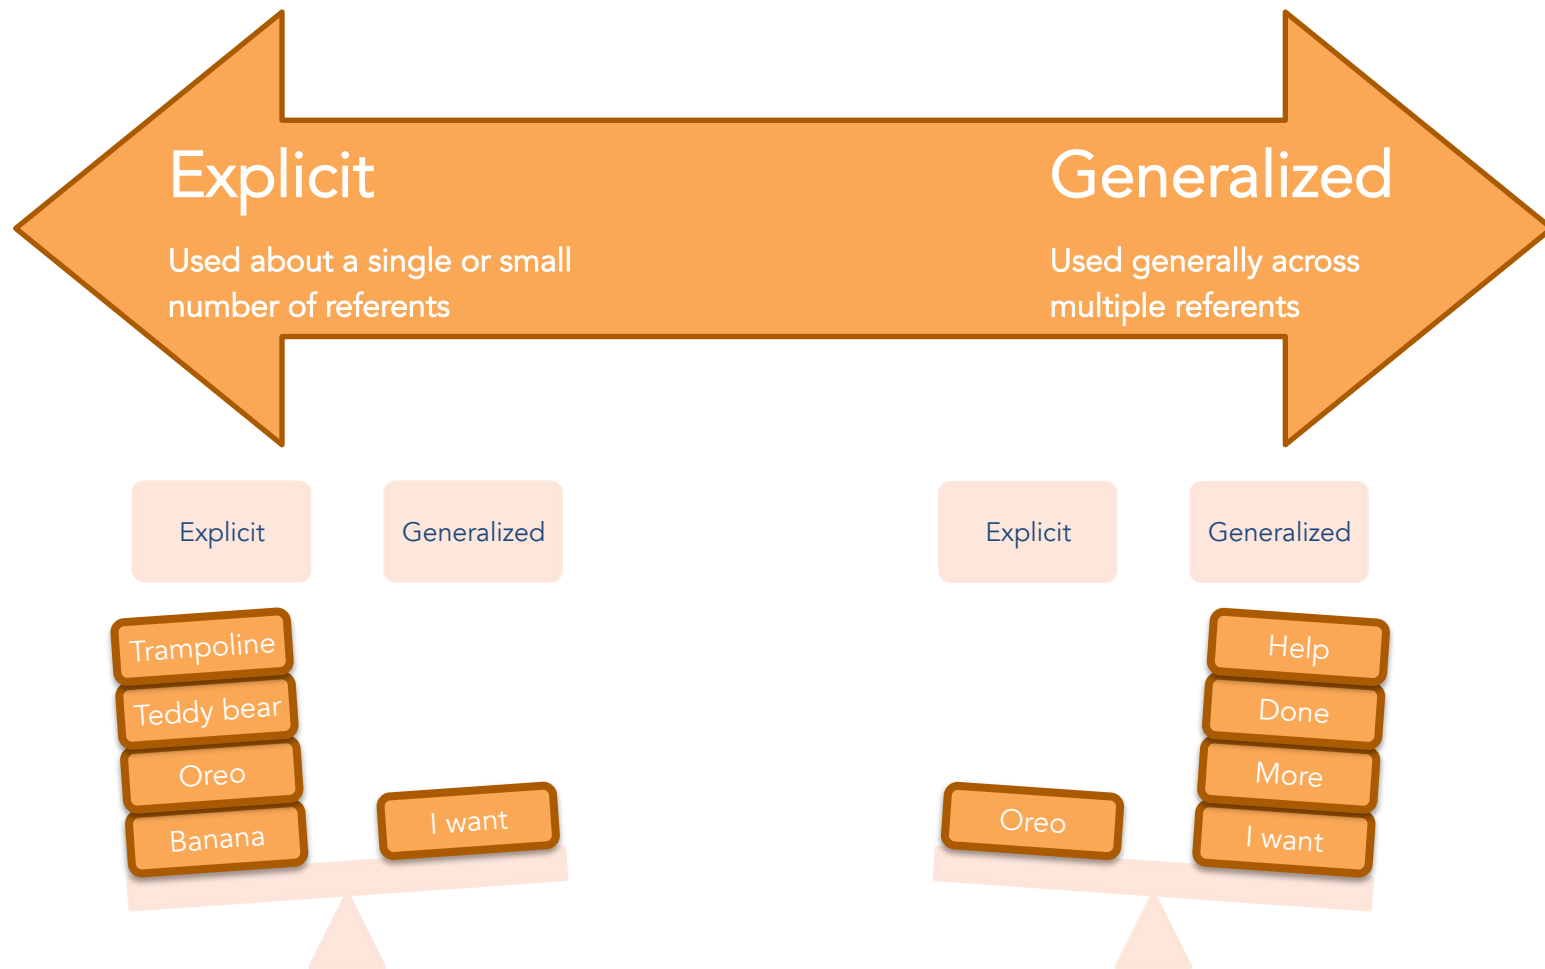 Explicit
Used about a single or small
number of referents
Generalized
Used generally across
multiple referents
Explicit
Generalized
Trampoline
Teddy bear
Oreo
Banana
I want
Explicit
Generalized
Oreo
Help
Done
More
I want